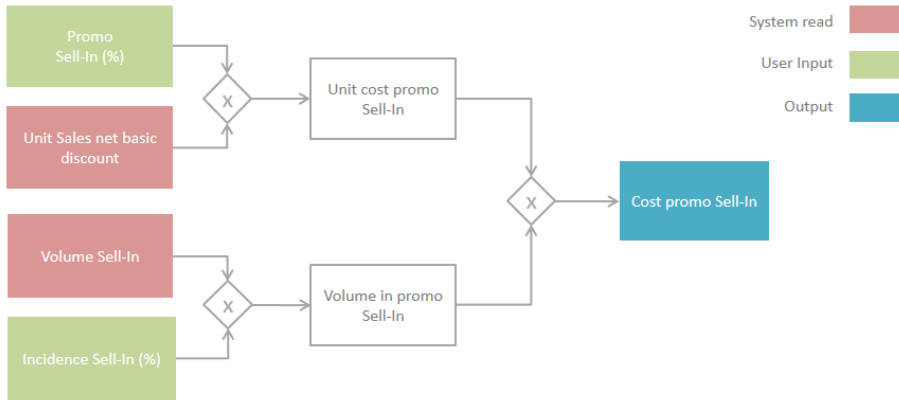 Promo
Sell-In (%)
X
Unit Sales net basic
discount
Unit cost promo
Sell-In
System read
User Input
Output
X
Cost promo Sell-In
Volume Sell-In
X
Incidence Sell-In (%)
Volume in promo
Sell-In